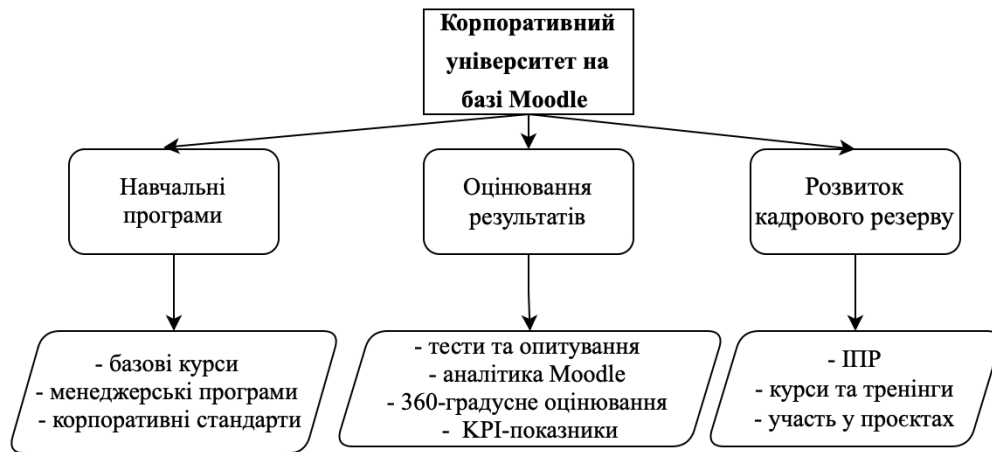 Корпоративний
університет на
базі Moodle
Навчальні
програми
Оцінювання
результатів
Розвиток
кадрового резерву
- базові курси
- менеджерські програми
- корпоративні стандарти
- тести та опитування
- аналітика Moodle
- 360-градусне оцінювання
- KPI-показники
- ІПР
- курси та тренінги
- участь у проєктах